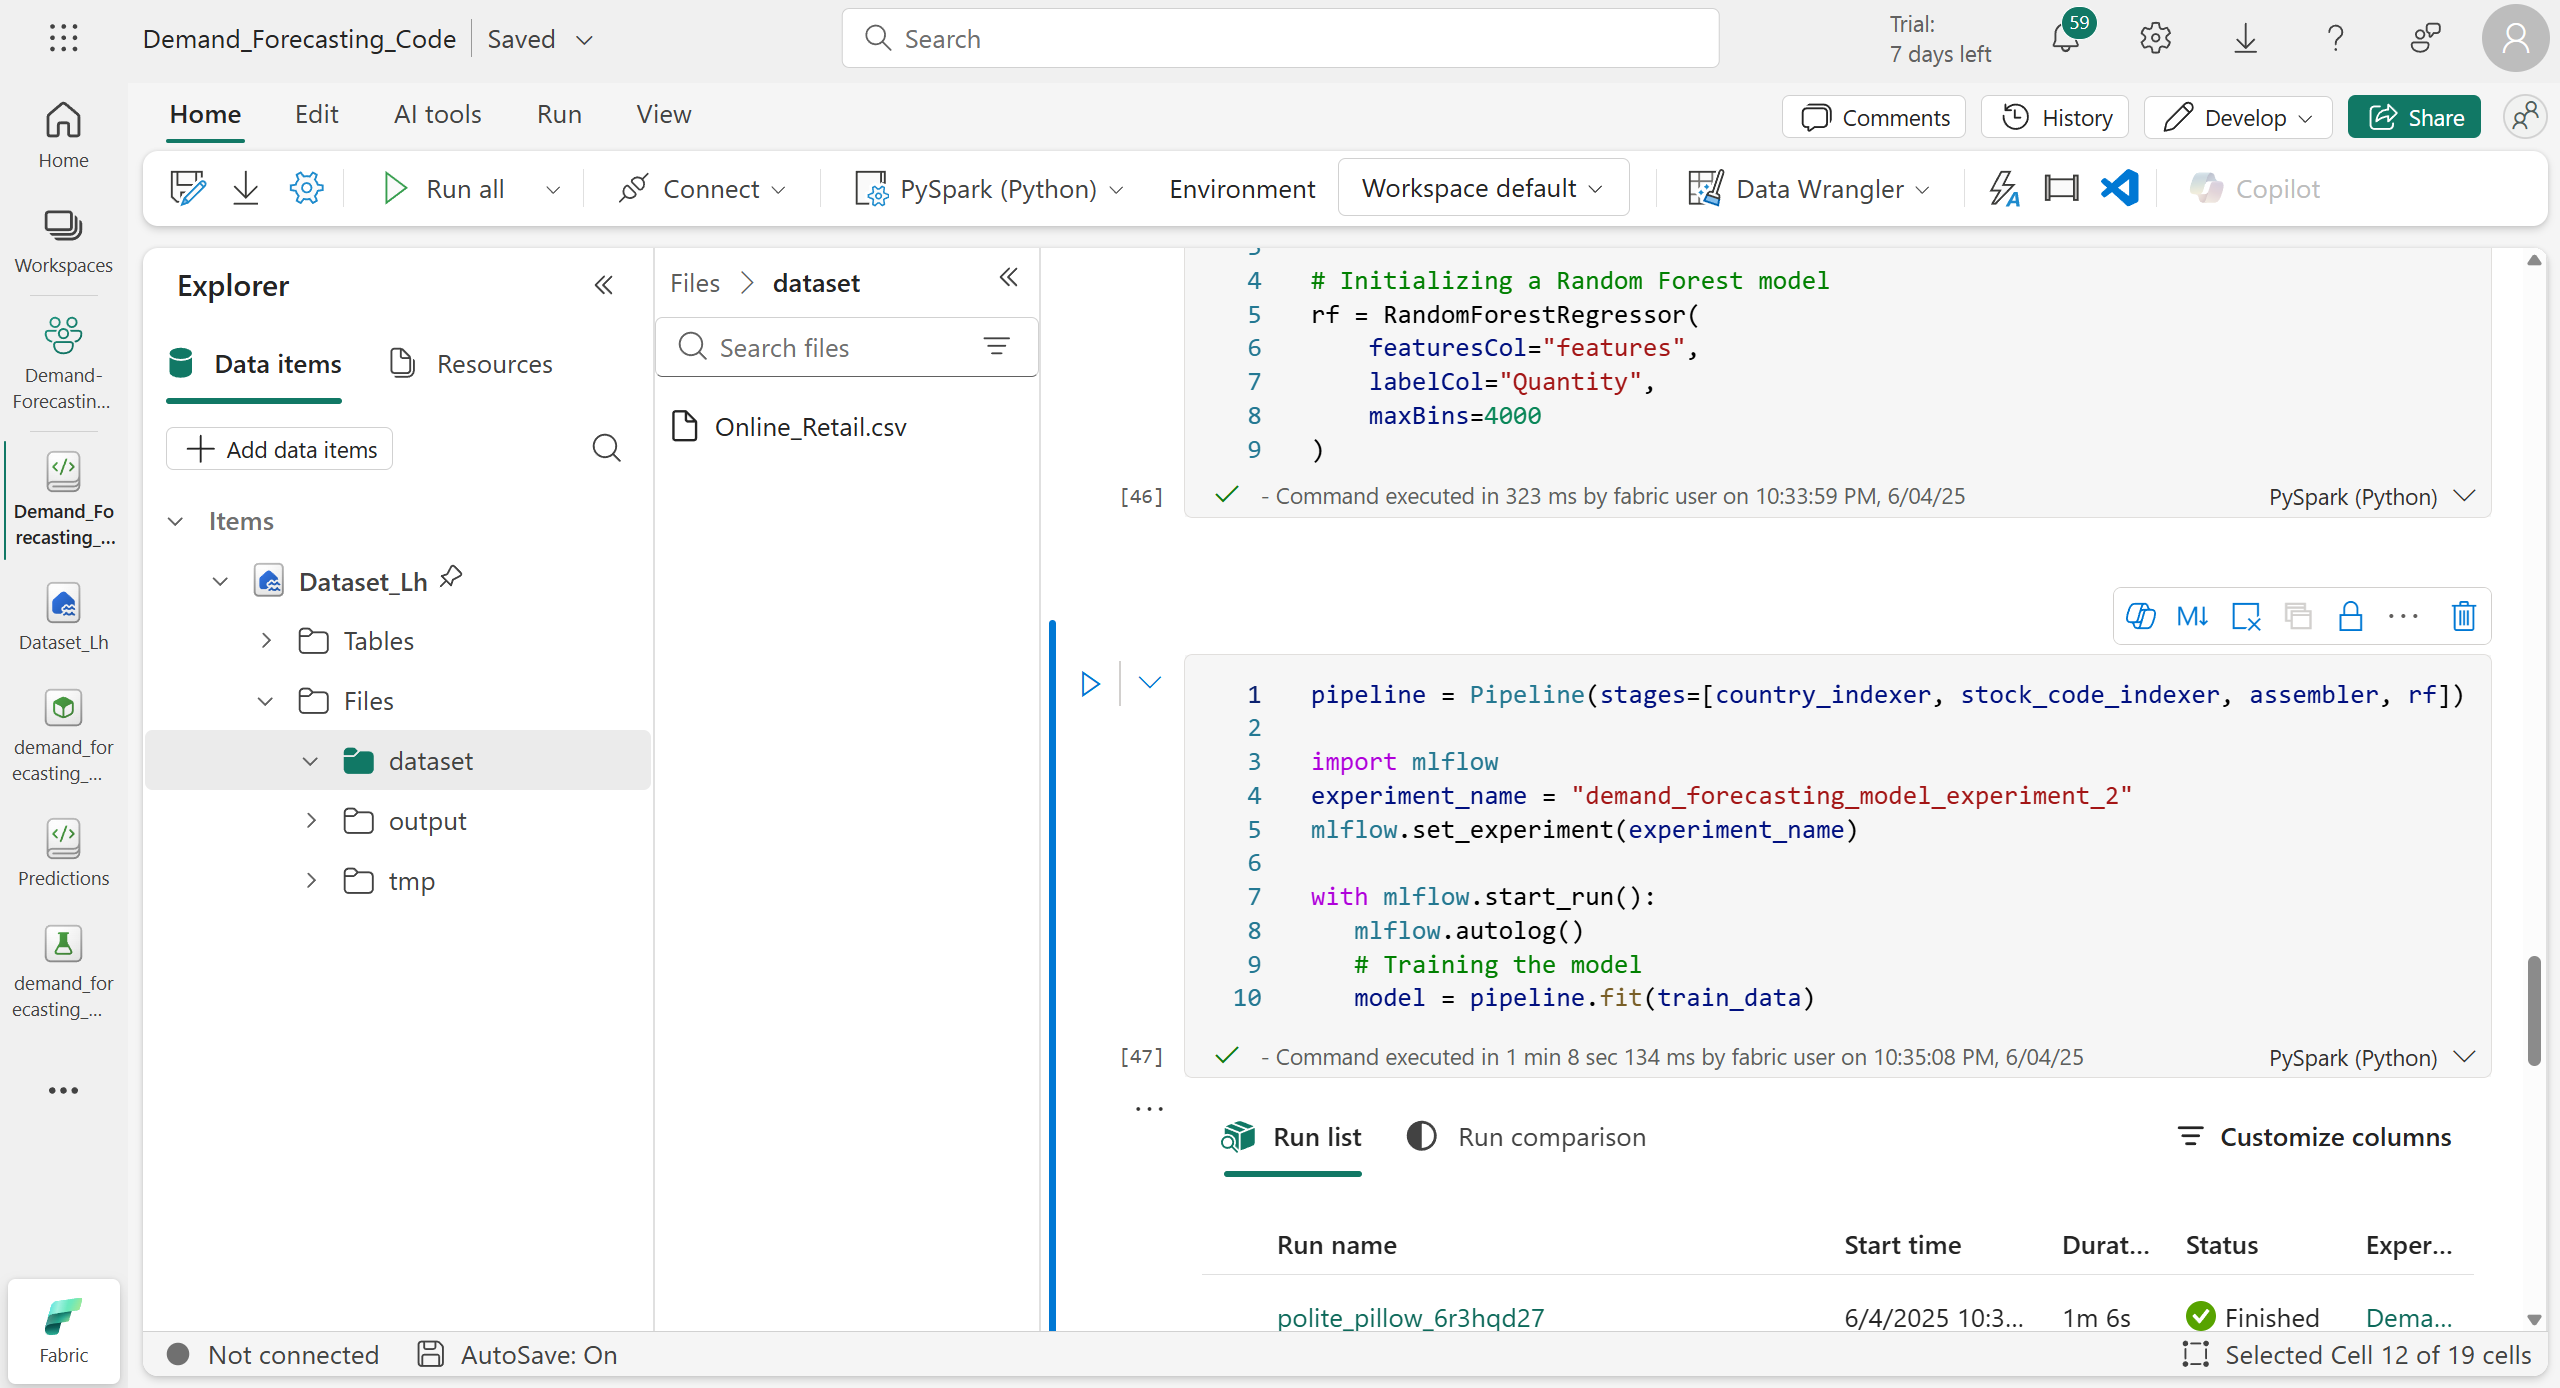 Demand_Forecasting_Code
Saved
Search
Trial:
7 days left
59
Home
Edit
AI tools
Run
View
Comments
History
Develop
Share
Run all
Connect
PySpark (Python)
Environment
Workspace default
Data Wrangler
Copilot
Home
Workspaces
Demand-
Forecastin...
Demand_Fo
recasting_...
Dataset_Lh
demand_for
ecasting_...
Predictions
demand_for
ecasting_...
Fabric
Explorer
Data items
Resources
Add data items
Items
Dataset_Lh
Tables
Files
dataset
output
tmp
Files > dataset
Search files
Online_Retail.csv
3
4 # Initializing a Random Forest model
5 rf = RandomForestRegressor(
6 featuresCol="features",
7 labelCol="Quantity",
8 maxBins=4000
9 )
[46] - Command executed in 323 ms by fabric user on 10:33:59 PM, 6/04/25 PySpark (Python)
M↓
1 pipeline = Pipeline(stages=[country_indexer, stock_code_indexer, assembler, rf])
2
3 import mlflow
4 experiment_name = "demand_forecasting_model_experiment_2"
5 mlflow.set_experiment(experiment_name)
6
7 with mlflow.start_run():
8 mlflow.autolog()
9 # Training the model
10 model = pipeline.fit(train_data)
[47] - Command executed in 1 min 8 sec 134 ms by fabric user on 10:35:08 PM, 6/04/25 PySpark (Python)
Run list
Run comparison
Customize columns
Run name Start time Durat... Status Exper...
polite_pillow_6r3hqd27 6/4/2025 10:3... 1m 6s Finished Dema...
Not connected
AutoSave: On
Selected Cell 12 of 19 cells